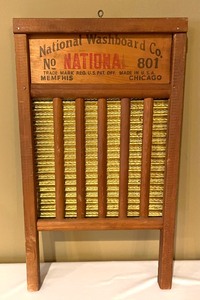 National Washboard Co.
No NATIONAL 801
TRADE MARK REG. U.S. PAT. OFF. MADE IN U.S.A.
MEMPHIS CHICAGO